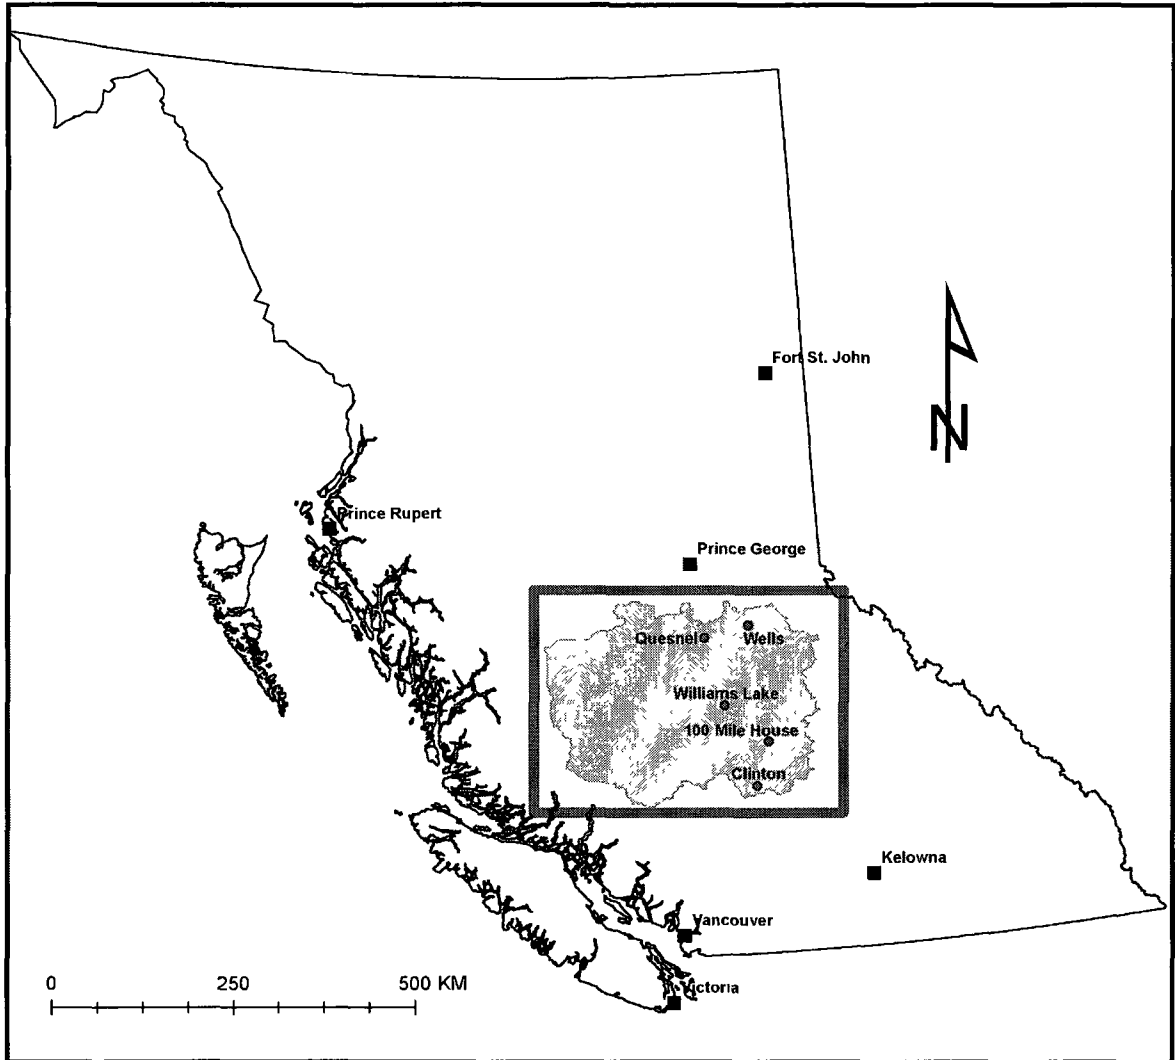 Fort St. John
N
Prince Rupert
Prince George
Quesnel
Wells
Williams Lake
100 Mile House
Clinton
Kelowna
Vancouver
0 250 500 KM
Victoria